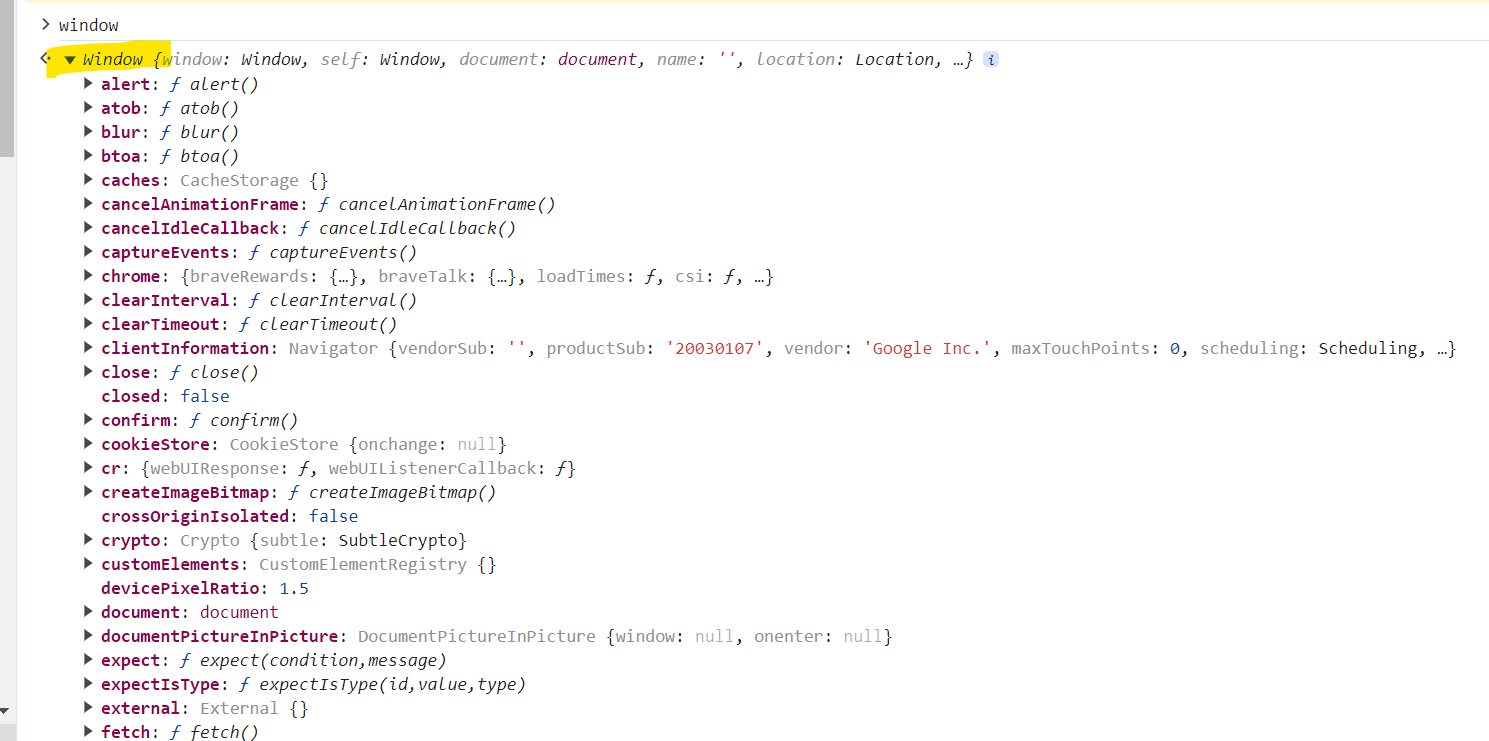 > window
< ▼ Window {window: Window, self: Window, document: document, name: '', location: Location, …} i
▶ alert: ƒ alert()
▶ atob: ƒ atob()
▶ blur: ƒ blur()
▶ btoa: ƒ btoa()
▶ caches: CacheStorage {}
▶ cancelAnimationFrame: ƒ cancelAnimationFrame()
▶ cancelIdleCallback: ƒ cancelIdleCallback()
▶ captureEvents: ƒ captureEvents()
▶ chrome: {braveRewards: {…}, braveTalk: {…}, loadTimes: ƒ, csi: ƒ, …}
▶ clearInterval: ƒ clearInterval()
▶ clearTimeout: ƒ clearTimeout()
▶ clientInformation: Navigator {vendorSub: '', productSub: '20030107', vendor: 'Google Inc.', maxTouchPoints: 0, scheduling: Scheduling, …}
▶ close: ƒ close()
closed: false
▶ confirm: ƒ confirm()
▶ cookieStore: CookieStore {onchange: null}
▶ cr: {webUIResponse: ƒ, webUIListenerCallback: ƒ}
▶ createImageBitmap: ƒ createImageBitmap()
crossOriginIsolated: false
▶ crypto: Crypto {subtle: SubtleCrypto}
▶ customElements: CustomElementRegistry {}
devicePixelRatio: 1.5
▶ document: document
▶ documentPictureInPicture: DocumentPictureInPicture {window: null, onenter: null}
▶ expect: ƒ expect(condition,message)
▶ expectIsType: ƒ expectIsType(id,value,type)
▶ external: External {}
▶ fetch: ƒ fetch()